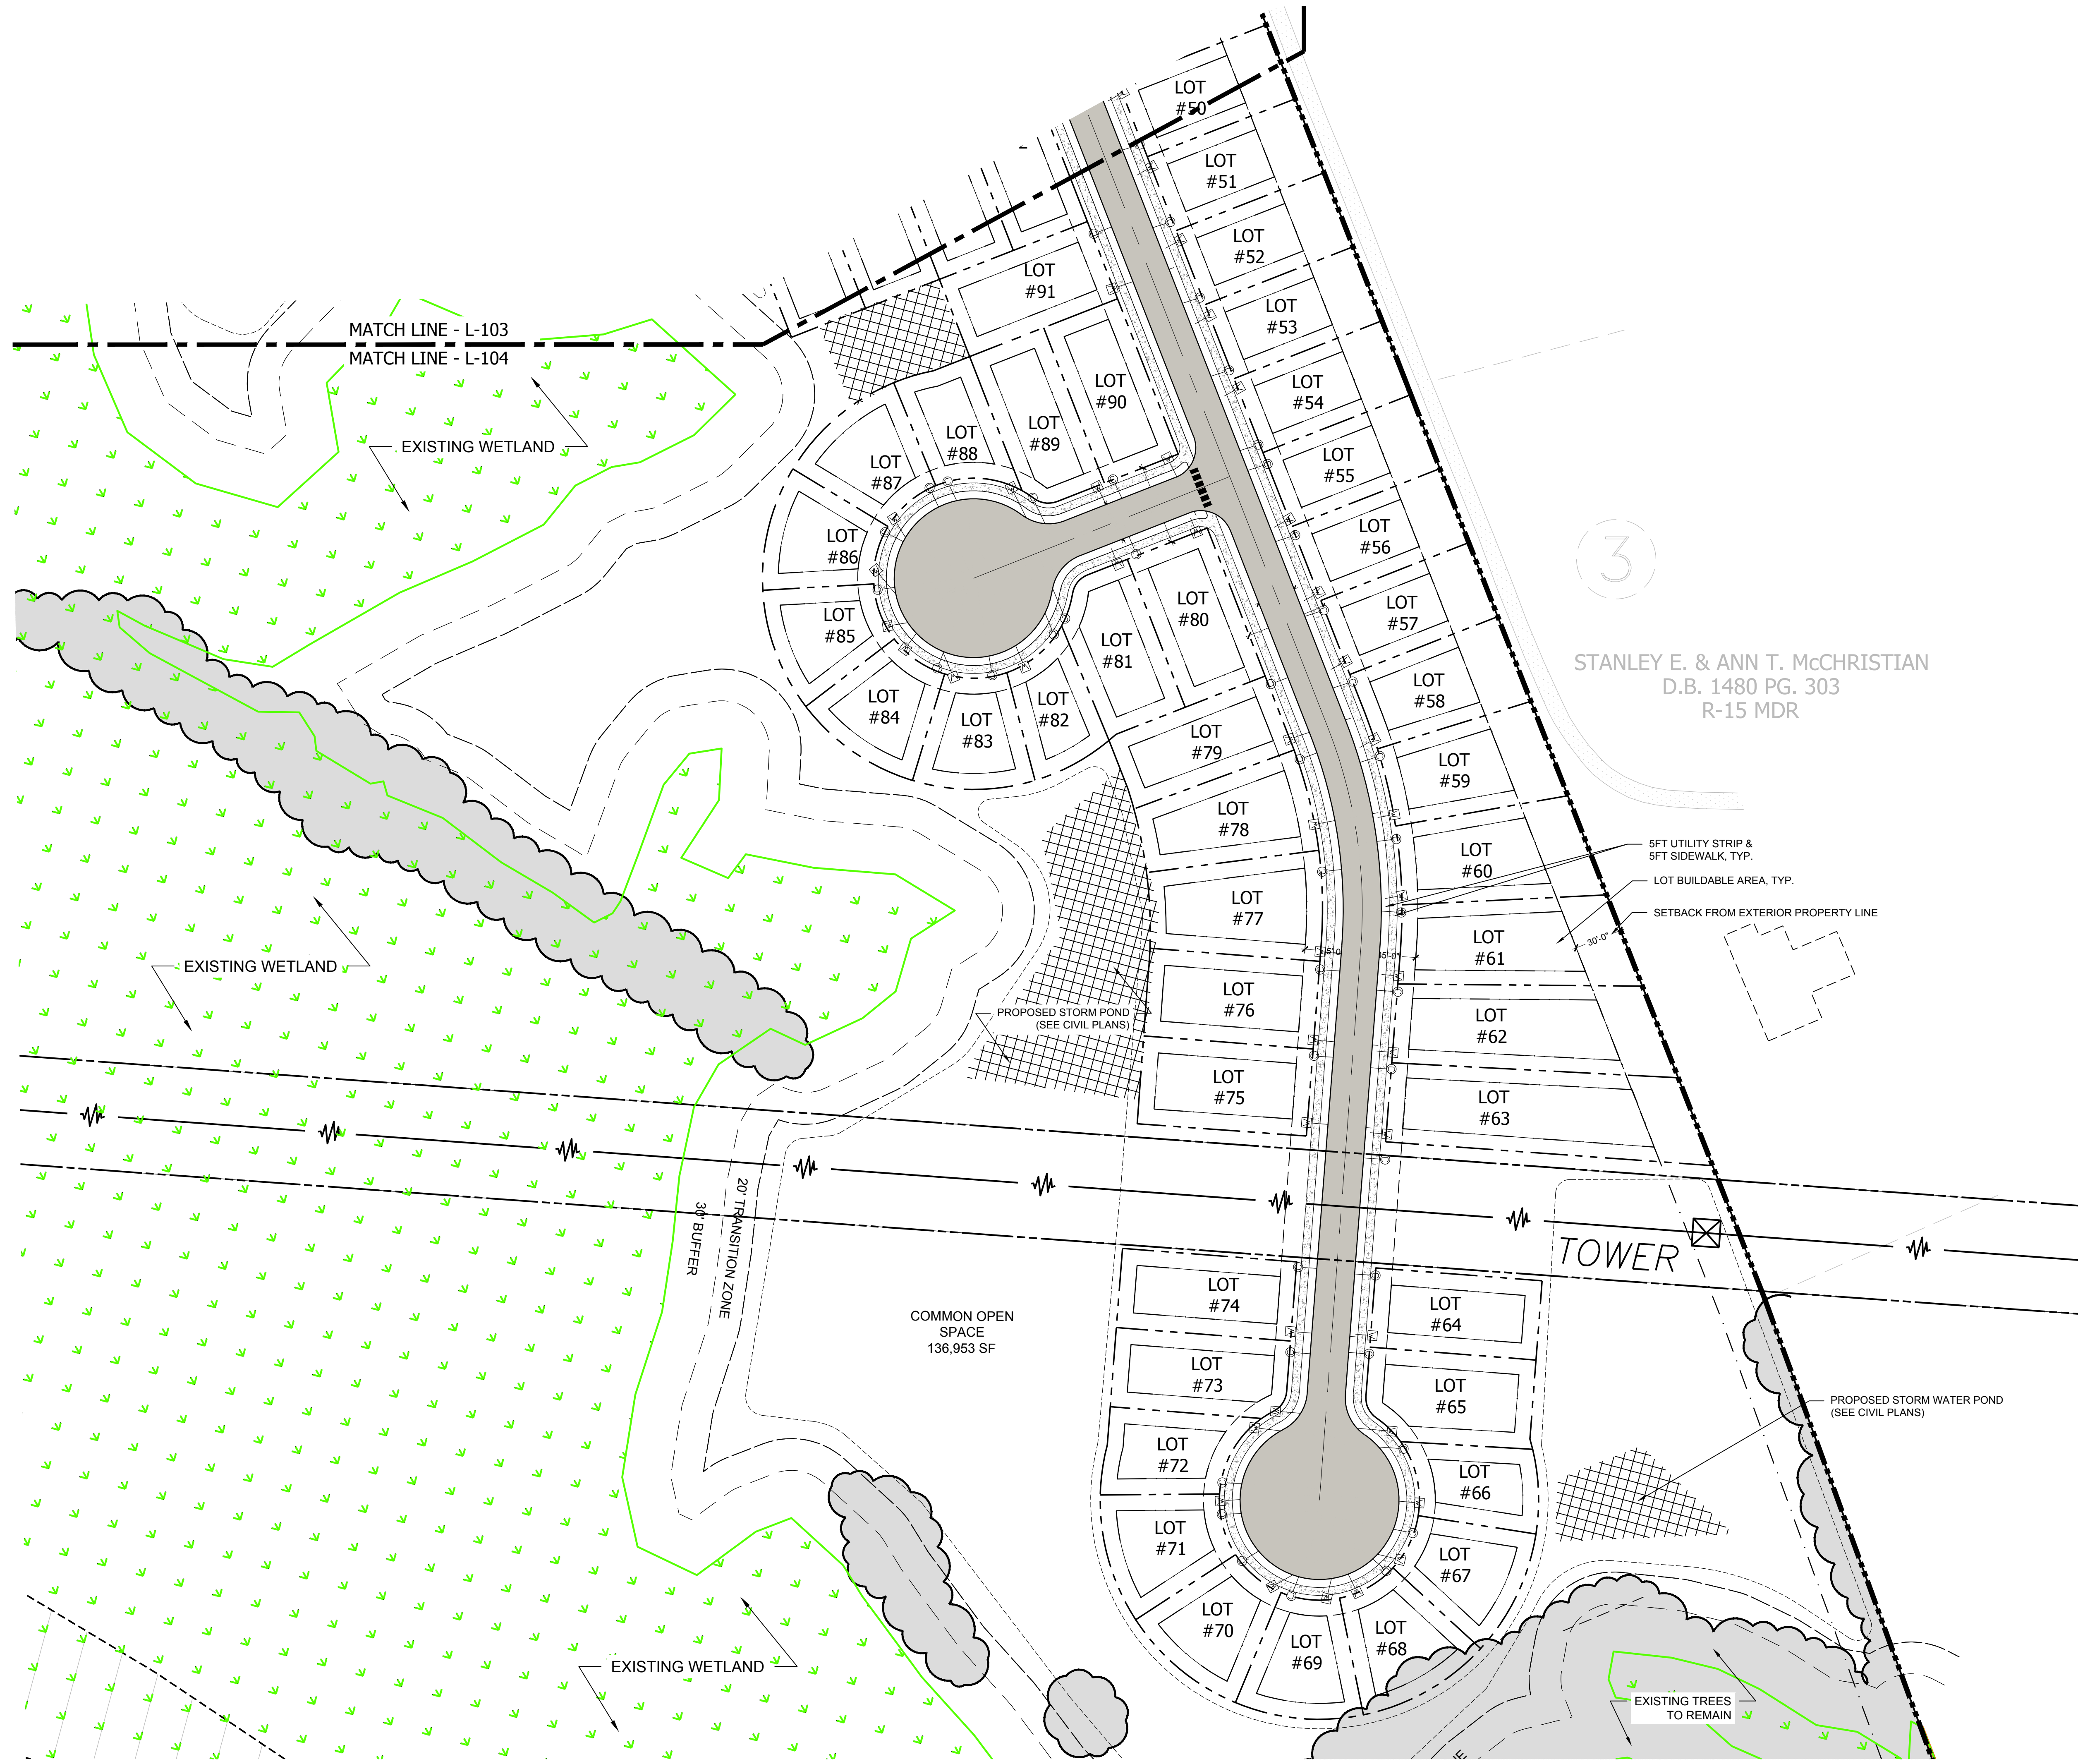 LOT
#50
LOT
#51
LOT
#52
LOT
#91
LOT
#53
MATCH LINE - L-103
MATCH LINE - L-104
LOT
#54
LOT
#90
LOT
#89
LOT
#88
EXISTING WETLAND
LOT
#87
LOT
#55
LOT
#56
LOT
#86
3
LOT
#57
LOT
#80
LOT
#85
LOT
#81
LOT
#58
STANLEY E. & ANN T. McCHRISTIAN
D.B. 1480 PG. 303
R-15 MDR
LOT
#84
LOT
#82
LOT
#83
LOT
#79
LOT
#59
LOT
#78
5FT UTILITY STRIP &
5FT SIDEWALK, TYP.
LOT
#60
LOT BUILDABLE AREA, TYP.
LOT
#77
SETBACK FROM EXTERIOR PROPERTY LINE
30'-0"
LOT
#61
EXISTING WETLAND
LOT
#76
PROPOSED STORM POND
(SEE CIVIL PLANS)
LOT
#62
LOT
#75
LOT
#63
20' TRANSITION ZONE
30' BUFFER
TOWER
LOT
#74
LOT
#64
COMMON OPEN
SPACE
136,953 SF
LOT
#73
LOT
#65
PROPOSED STORM WATER POND
(SEE CIVIL PLANS)
LOT
#72
LOT
#66
LOT
#71
LOT
#67
LOT
#70
LOT
#69
LOT
#68
EXISTING WETLAND
EXISTING TREES
TO REMAIN